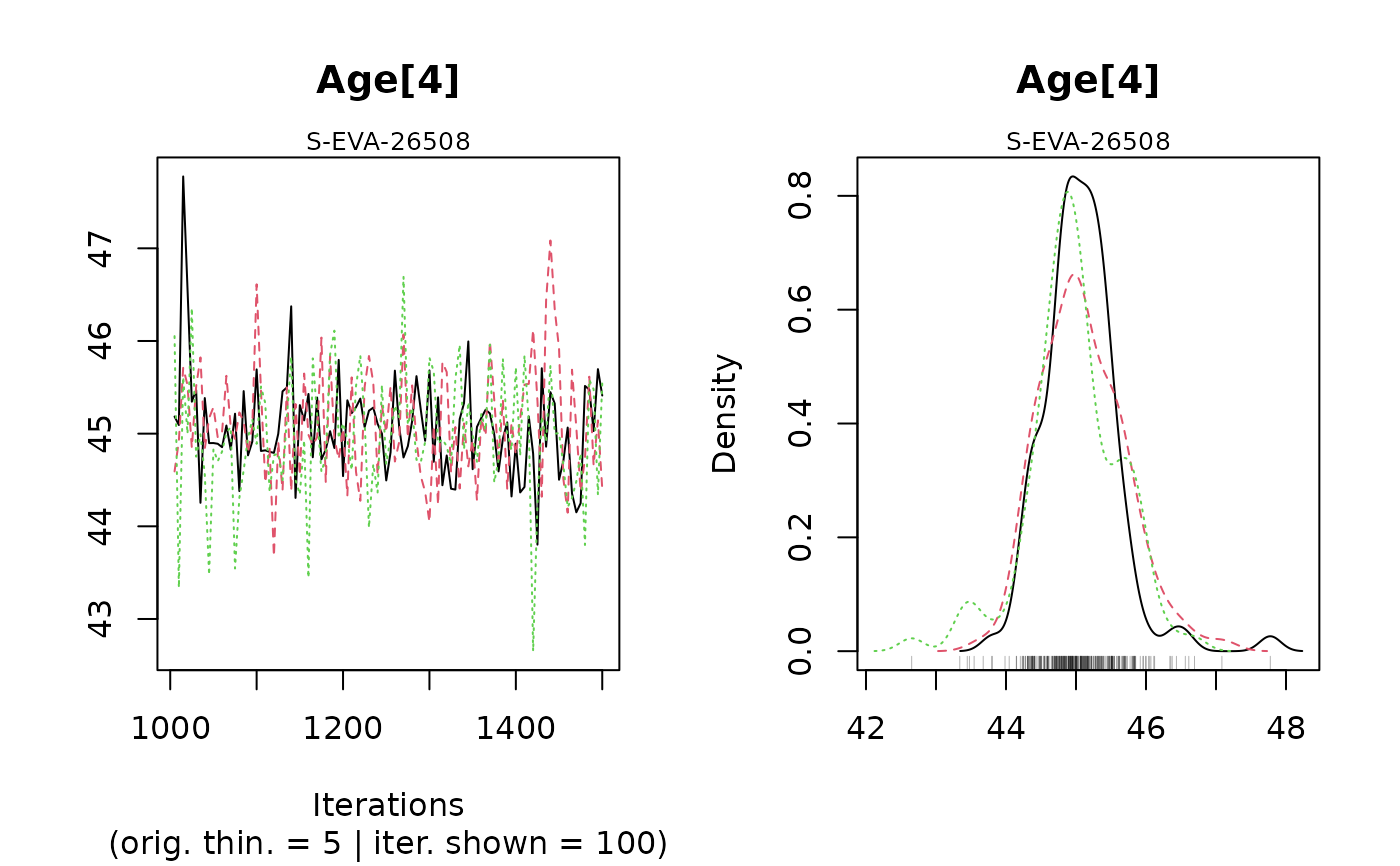 Age[4]
S-EVA-26508
47
46
45
44
43
1000
1200
1400
Iterations
(orig. thin. = 5 | iter. shown = 100)
Age[4]
S-EVA-26508
Density
0.8
0.6
0.4
0.2
0.0
42
44
46
48